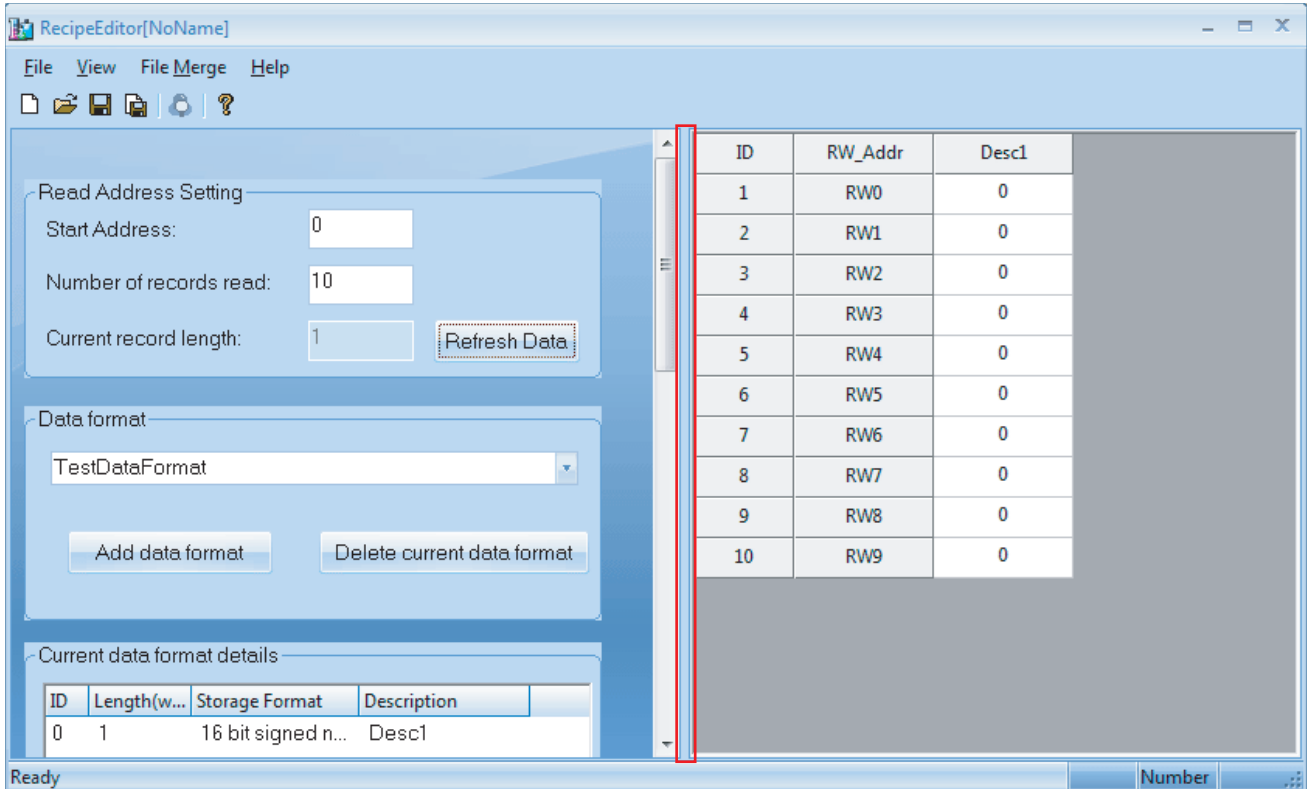 RecipeEditor[NoName]
File View File Merge Help
Read Address Setting
Start Address: 0
Number of records read: 10
Current record length: 1 Refresh Data
Data format
TestDataFormat
Add data format Delete current data format
Current data format details
ID Length(w... Storage Format Description
0 1 16 bit signed n... Desc1
ID RW_Addr Desc1
1 RW0 0
2 RW1 0
3 RW2 0
4 RW3 0
5 RW4 0
6 RW5 0
7 RW6 0
8 RW7 0
9 RW8 0
10 RW9 0
Ready Number